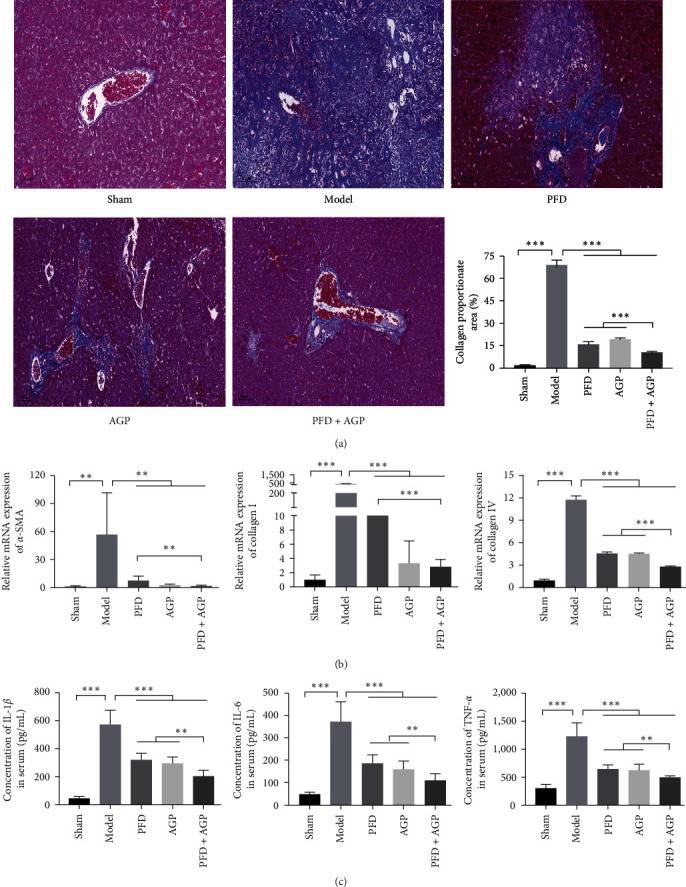 Sham
Model
PFD
75
60
45
30
15
0
Collagen proportionate
area (%)
***
***
***
Sham
Model
PFD
AGP
PFD + AGP
AGP
PFD + AGP
(a)
Relative mRNA expression
of α-SMA
120
90
60
30
0
**
**
**
Sham
Model
PFD
AGP
PFD + AGP
Relative mRNA expression
of collagen I
1,500
500
200
10
8
6
4
2
0
***
***
***
Sham
Model
PFD
AGP
PFD + AGP
Relative mRNA expression
of collagen IV
15
12
9
6
3
0
***
***
***
Sham
Model
PFD
AGP
PFD + AGP
(b)
Concentration of IL-1β
in serum (pg/mL)
800
600
400
200
0
***
***
**
Sham
Model
PFD
AGP
PFD + AGP
Concentration of IL-6
in serum (pg/mL)
500
400
300
200
100
0
***
***
**
Sham
Model
PFD
AGP
PFD + AGP
Concentration of TNF-α
in serum (pg/mL)
2,000
1,500
1,000
500
0
***
***
**
Sham
Model
PFD
AGP
PFD + AGP
(c)